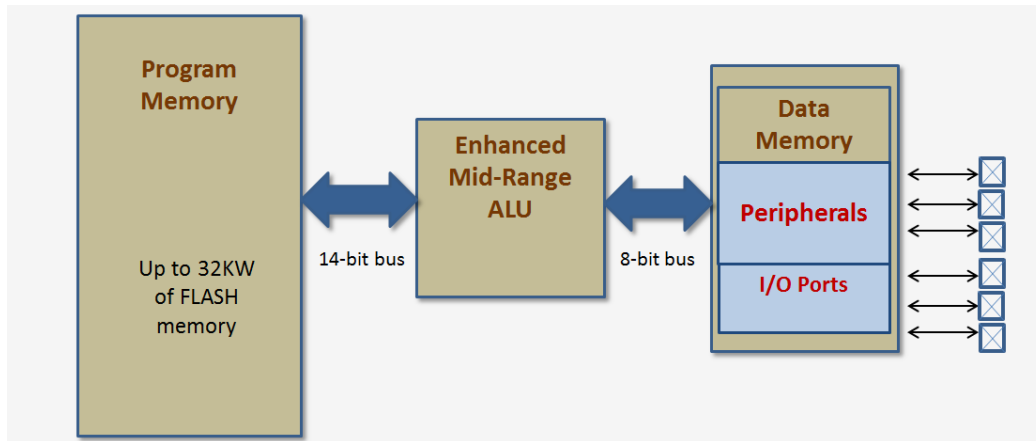 Program
Memory
Up to 32KW
of FLASH
memory
14-bit bus
Enhanced
Mid-Range
ALU
8-bit bus
Data
Memory
Peripherals
I/O Ports